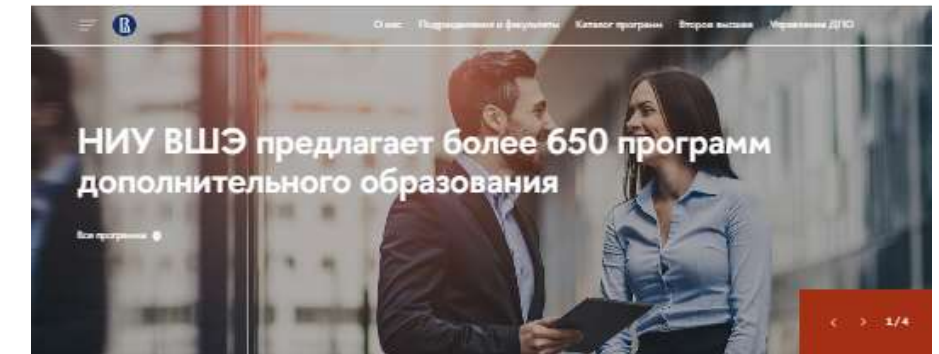 О нас Подразделения и факультеты Каталог программ Второе высшее Управление ДПО
НИУ ВШЭ предлагает более 650 программ
дополнительного образования
Все программы
1/4